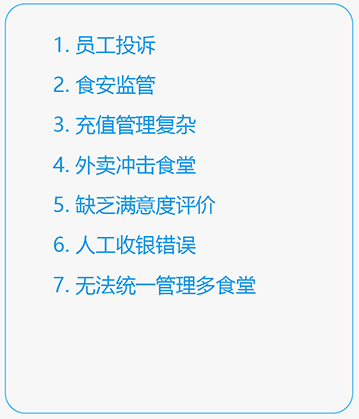 1. 员工投诉
2. 食安监管
3. 充值管理复杂
4. 外卖冲击食堂
5. 缺乏满意度评价
6. 人工收银错误
7. 无法统一管理多食堂